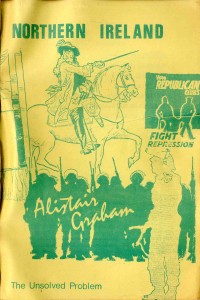 NORTHERN IRELAND
REPUBLICAN
FIGHT
REPRESSION
Alistair
Graham
The Unsolved Problem